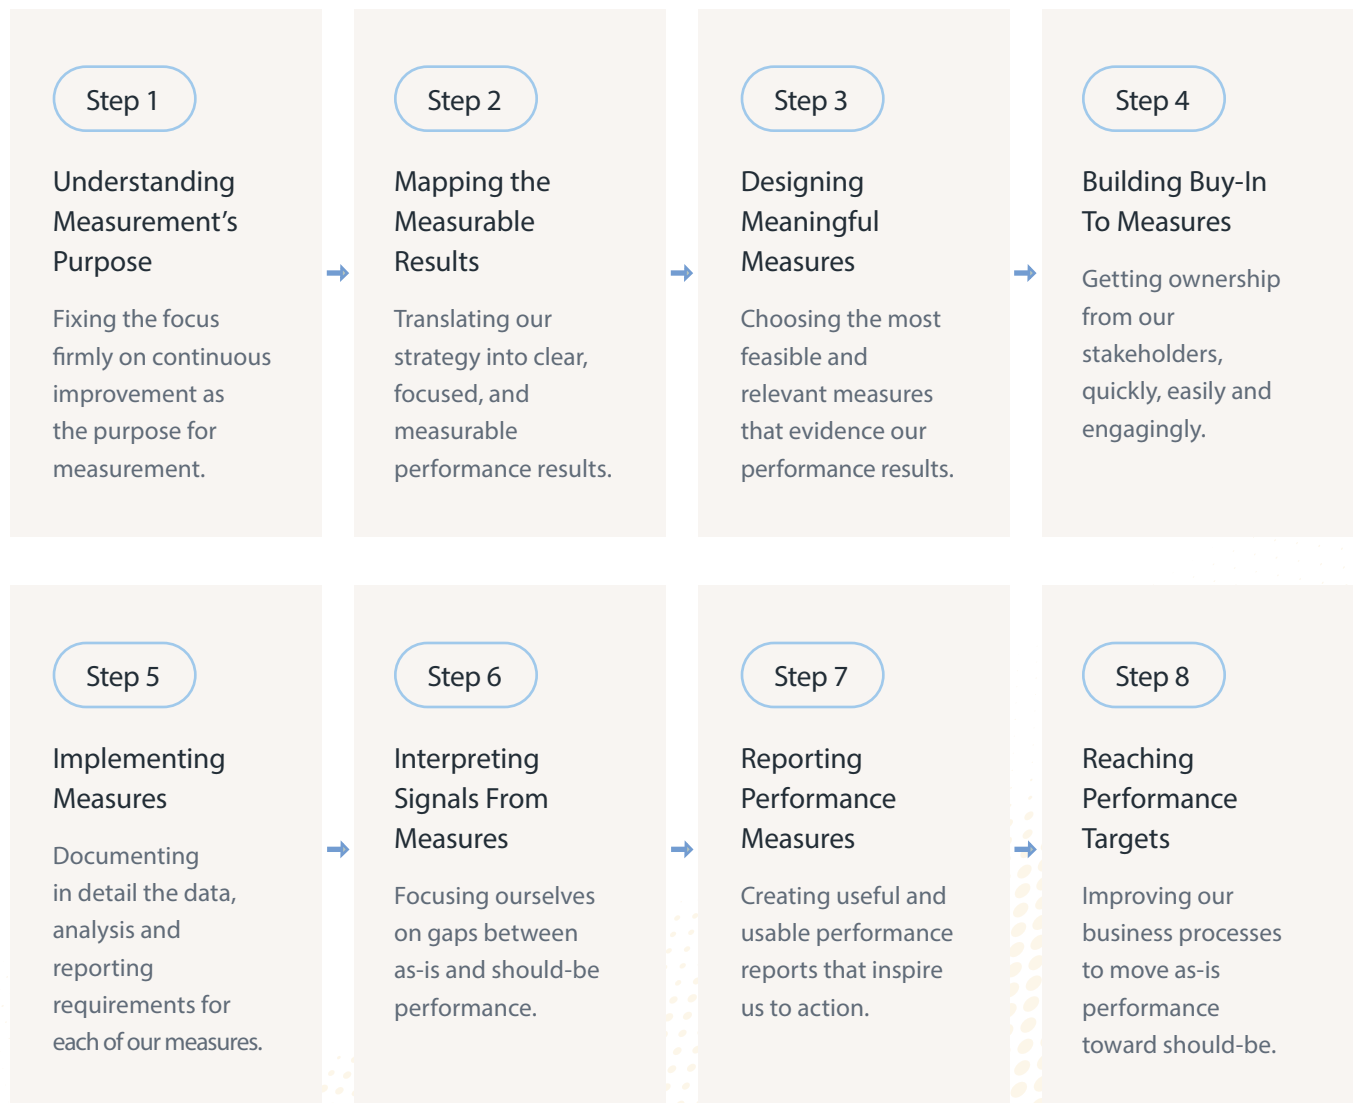 Step 1
Understanding
Measurement’s
Purpose
Fixing the focus
firmly on continuous
improvement as
the purpose for
measurement.
Step 2
Mapping the
Measurable
Results
Translating our
strategy into clear,
focused, and
measurable
performance results.
Step 3
Designing
Meaningful
Measures
Choosing the most
feasible and
relevant measures
that evidence our
performance results.
Step 4
Building Buy-In
To Measures
Getting ownership
from our
stakeholders,
quickly, easily and
engagingly.
Step 5
Implementing
Measures
Documenting
in detail the data,
analysis and
reporting
requirements for
each of our measures.
Step 6
Interpreting
Signals From
Measures
Focusing ourselves
on gaps between
as-is and should-be
performance.
Step 7
Reporting
Performance
Measures
Creating useful and
usable performance
reports that inspire
us to action.
Step 8
Reaching
Performance
Targets
Improving our
business processes
to move as-is
performance
toward should-be.